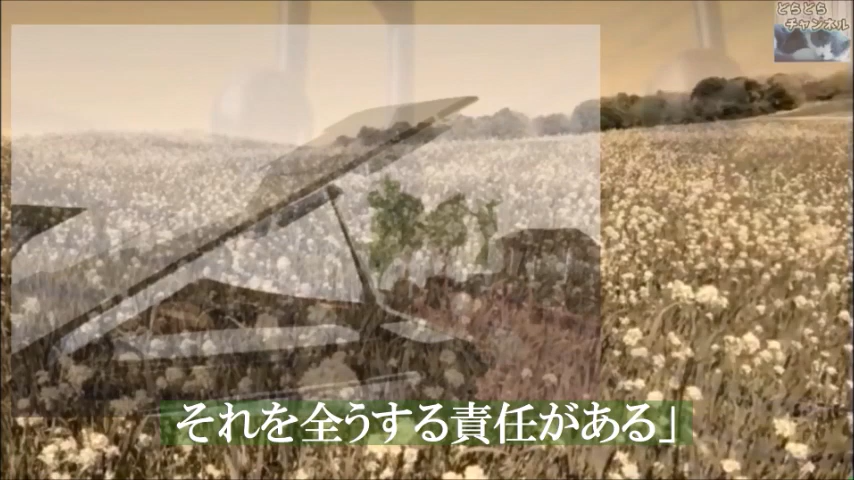 どらどら
チャンネル
それを全うする責任がある」